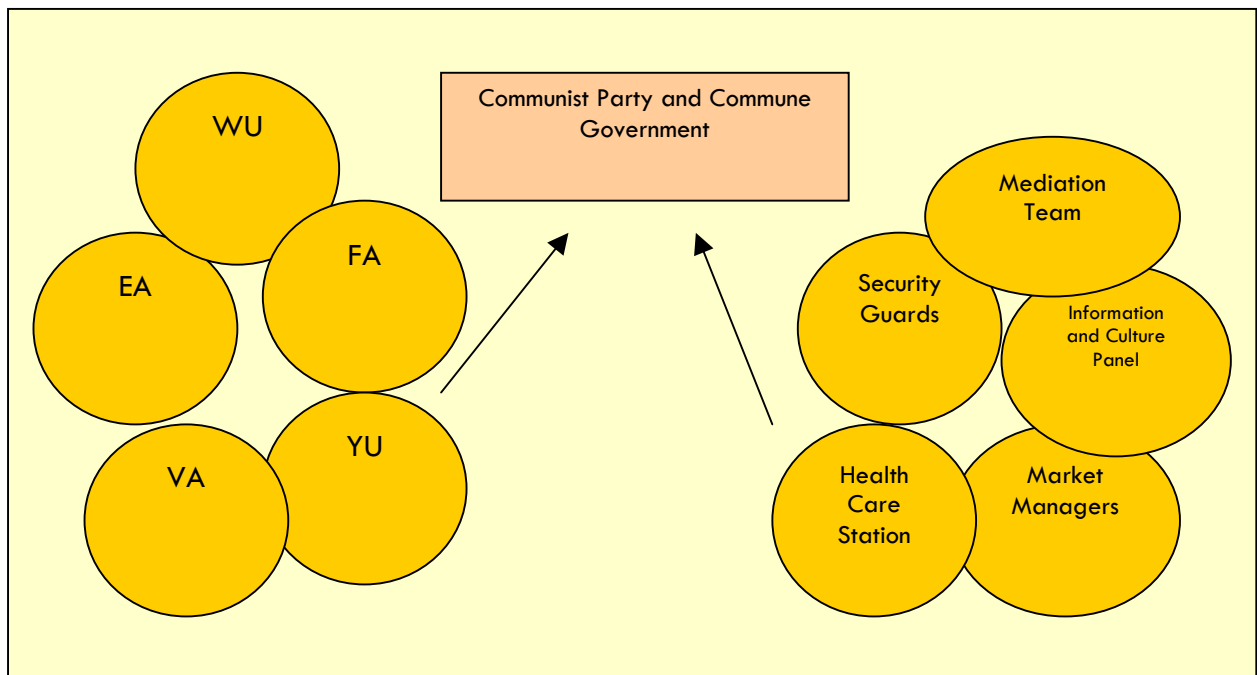 Communist Party and Commune
Government
WU
FA
EA
YU
VA
Mediation
Team
Security
Guards
Information
and Culture
Panel
Health
Care
Station
Market
Managers